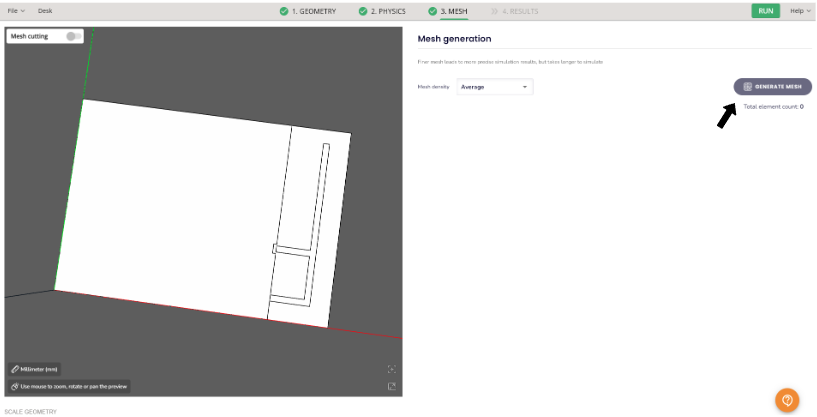 File Desk 1. GEOMETRY 2. PHYSICS 3. MESH 4. RESULTS RUN Help
Mesh cutting
Mesh generation
Finer mesh leads to more precise simulation results, but takes longer to simulate
Mesh density Average GENERATE MESH
Total element count: 0
Millimeter (mm)
Use mouse to zoom, rotate or pan the preview
SCALE GEOMETRY